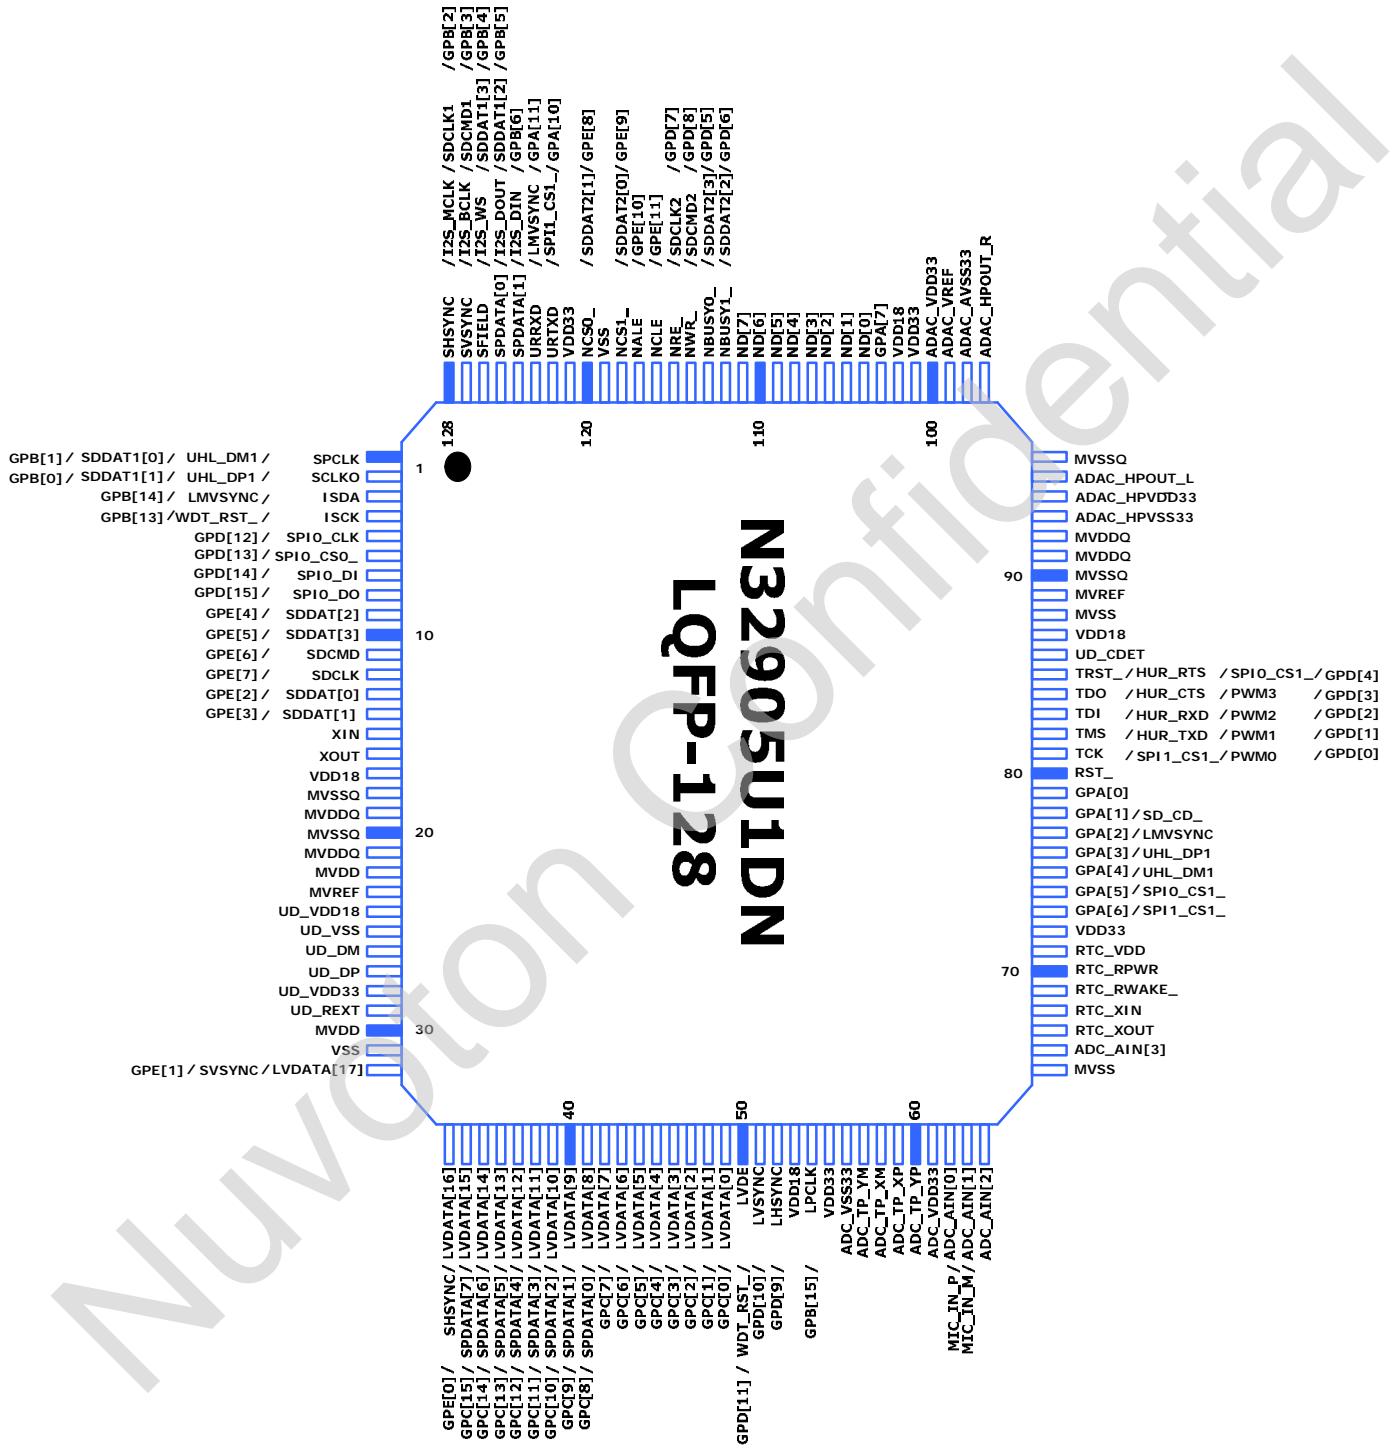 SHSYNC /I2S_MCLK /SDCLK1 /GPB[2]
SVSYNC /I2S_BCLK /SDCMD1 /GPB[3]
SFIELD /I2S_WS /SDDAT1[3] /GPB[4]
SPDATA[0] /I2S_DOUT /SDDAT1[2] /GPB[5]
SPDATA[1] /I2S_DIN /GPB[6]
URRXD /LMVSYNC /GPA[11]
URTXD /SPI1_CS1_ /GPA[10]
VDD33
NCS0_ /SDDAT2[1] /GPE[8]
VSS
NCS1_ /SDDAT2[0] /GPE[9]
NALE /GPE[10]
NCLE /GPE[11]
NRE_ /SDCLK2 /GPD[7]
NWR_ /SDCMD2 /GPD[8]
NBUSY0_ /SDDAT2[3] /GPD[5]
NBUSY1_ /SDDAT2[2] /GPD[6]
ND[7]
ND[6]
ND[5]
ND[4]
ND[3]
ND[2]
ND[1]
ND[0]
GPA[7]
VDD18
VDD33
ADAC_VDD33
ADAC_VREF
ADAC_AVSS33
ADAC_HPOUT_R
128
120
110
100
GPB[1] / SDDAT1[0] / UHL_DM1 / SPCLK
1
GPB[0] / SDDAT1[1] / UHL_DP1 / SCLKO
GPB[14] / LMVSYNC / ISDA
GPB[13] /WDT_RST_ / ISCK
GPD[12] / SPI0_CLK
GPD[13] / SPI0_CS0_
GPD[14] / SPI0_DI
GPD[15] / SPI0_DO
GPE[4] / SDDAT[2]
GPE[5] / SDDAT[3]
10
GPE[6] / SDCMD
GPE[7] / SDCLK
GPE[2] / SDDAT[0]
GPE[3] / SDDAT[1]
XIN
XOUT
VDD18
MVSSQ
MVDDQ
MVSSQ
20
MVDDQ
MVDD
MVREF
UD_VDD18
UD_VSS
UD_DM
UD_DP
UD_VDD33
UD_REXT
MVDD
30
VSS
GPE[1] / SVSYNC / LVDATA[17]
N32905U1DN
LQFP-128
MVSSQ
ADAC_HPOUT_L
ADAC_HPVDD33
ADAC_HPVSS33
MVDDQ
MVDDQ
90
MVSSQ
MVREF
MVSS
VDD18
UD_CDET
TRST_ /HUR_RTS /SPI0_CS1_ /GPD[4]
TDO /HUR_CTS /PWM3 /GPD[3]
TDI /HUR_RXD /PWM2 /GPD[2]
TMS /HUR_TXD /PWM1 /GPD[1]
TCK /SPI1_CS1_ /PWM0 /GPD[0]
80
RST_
GPA[0]
GPA[1] /SD_CD_
GPA[2] /LMVSYNC
GPA[3] /UHL_DP1
GPA[4] /UHL_DM1
GPA[5] /SPI0_CS1_
GPA[6] /SPI1_CS1_
VDD33
RTC_VDD
70
RTC_RPWR
RTC_RWAKE_
RTC_XIN
RTC_XOUT
ADC_AIN[3]
MVSS
40
50
60
GPE[0] / SHSYNC / LVDATA[16]
GPC[15] / SPDATA[7] / LVDATA[15]
GPC[14] / SPDATA[6] / LVDATA[14]
GPC[13] / SPDATA[5] / LVDATA[13]
GPC[12] / SPDATA[4] / LVDATA[12]
GPC[11] / SPDATA[3] / LVDATA[11]
GPC[10] / SPDATA[2] / LVDATA[10]
GPC[9] / SPDATA[1] / LVDATA[9]
GPC[8] / SPDATA[0] / LVDATA[8]
GPC[7] / LVDATA[7]
GPC[6] / LVDATA[6]
GPC[5] / LVDATA[5]
GPC[4] / LVDATA[4]
GPC[3] / LVDATA[3]
GPC[2] / LVDATA[2]
GPC[1] / LVDATA[1]
GPC[0] / LVDATA[0]
GPD[11] / WDT_RST_ / LVDE
GPD[10] / LVSYNC
GPD[9] / LHSYNC
VDD18
GPB[15] / LPCLK
VDD33
ADC_VSS33
ADC_TP_YM
ADC_TP_XM
ADC_TP_XP
ADC_TP_YP
ADC_VDD33
MIC_IN_P / ADC_AIN[0]
MIC_IN_M / ADC_AIN[1]
ADC_AIN[2]
Nuvoton Confidential